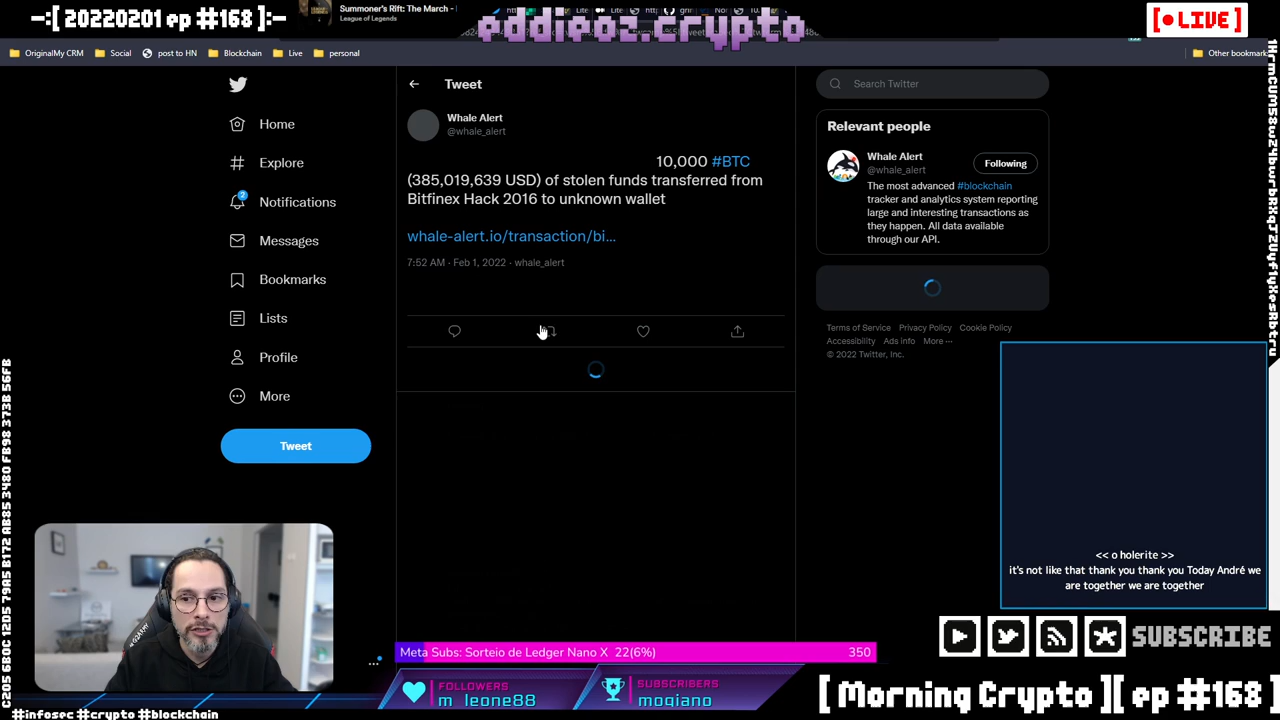 -:[ 20220201 ep #168 ]:-
Summoner's Rift: The March -
League of Legends
eddieoz.crypto
[ • LIVE ]
OriginalMy CRM
Social
post to HN
Blockchain
Live
personal
Other bookmark
Tweet
Search Twitter
Home
Explore
2
Notifications
Messages
Bookmarks
Lists
Profile
More
Tweet
Whale Alert
@whale_alert
10,000 #BTC
(385,019,639 USD) of stolen funds transferred from
Bitfinex Hack 2016 to unknown wallet
whale-alert.io/transaction/bi...
7:52 AM · Feb 1, 2022 · whale_alert
Relevant people
Whale Alert
@whale_alert
Following
The most advanced #blockchain
tracker and analytics system reporting
large and interesting transactions as
they happen. All data available
through our API.
Terms of Service Privacy Policy Cookie Policy
Accessibility Ads info More ···
© 2022 Twitter, Inc.
<< o holerite >>
it's not like that thank you thank you Today André we
are together we are together
SUBSCRIBE
Meta Subs: Sorteio de Ledger Nano X 22(6%)
350
FOLLOWERS
m_leone88
SUBSCRIBERS
mogiano
[ Morning Crypto ][ ep #168 ]
#infosec #crypto #blockchain